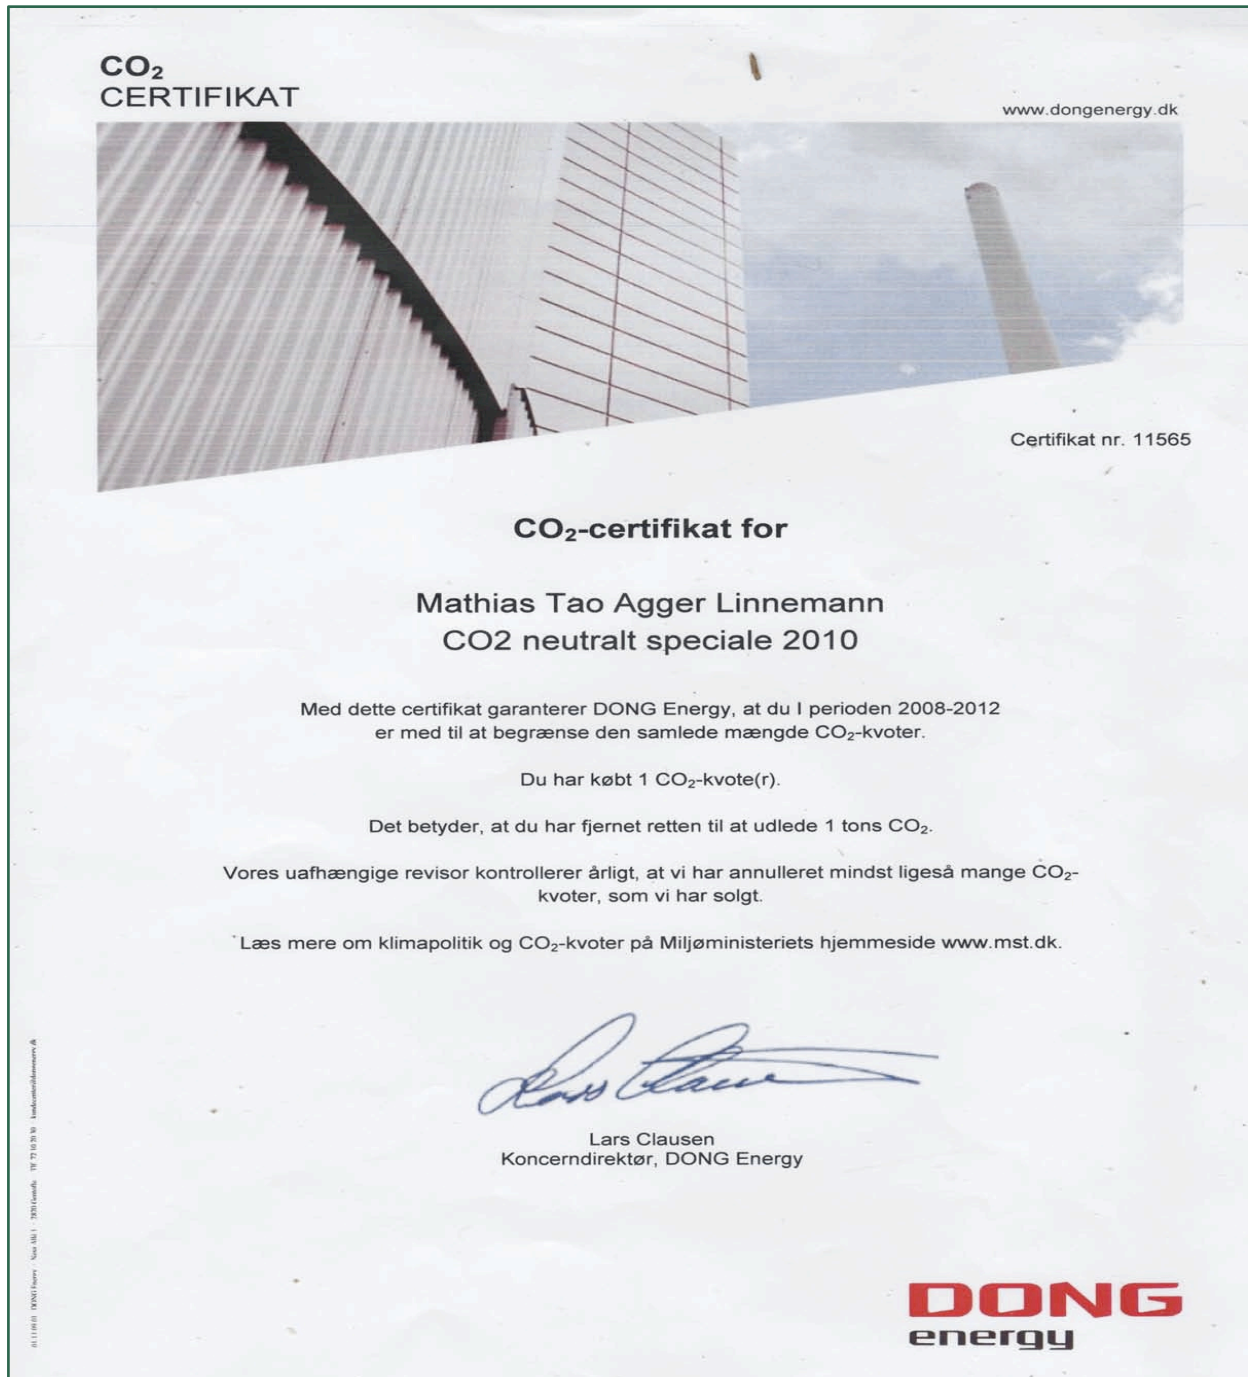 CO₂
CERTIFIKAT
www.dongenergy.dk
Certifikat nr. 11565
CO₂-certifikat for
Mathias Tao Agger Linnemann
CO2 neutralt speciale 2010
Med dette certifikat garanterer DONG Energy, at du I perioden 2008-2012
er med til at begrænse den samlede mængde CO₂-kvoter.
Du har købt 1 CO₂-kvote(r).
Det betyder, at du har fjernet retten til at udlede 1 tons CO₂.
Vores uafhængige revisor kontrollerer årligt, at vi har annulleret mindst ligeså mange CO₂-
kvoter, som vi har solgt.
Læs mere om klimapolitik og CO₂-kvoter på Miljøministeriets hjemmeside www.mst.dk.
Lars Clausen
Lars Clausen
Koncerndirektør, DONG Energy
DONG
energy